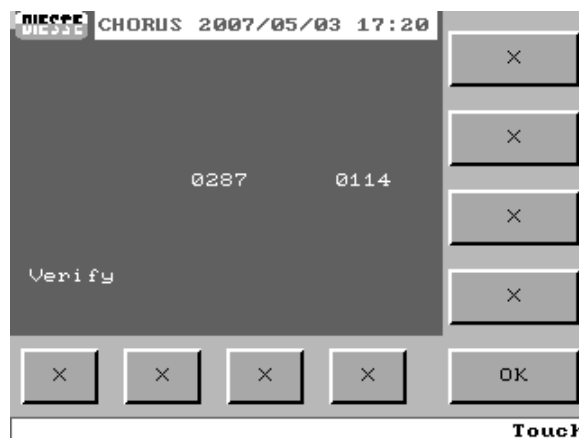 DIESSE CHORUS 2007/05/03 17:20
×
×
0287 0114
×
Verify
×
× × × × OK
Touch